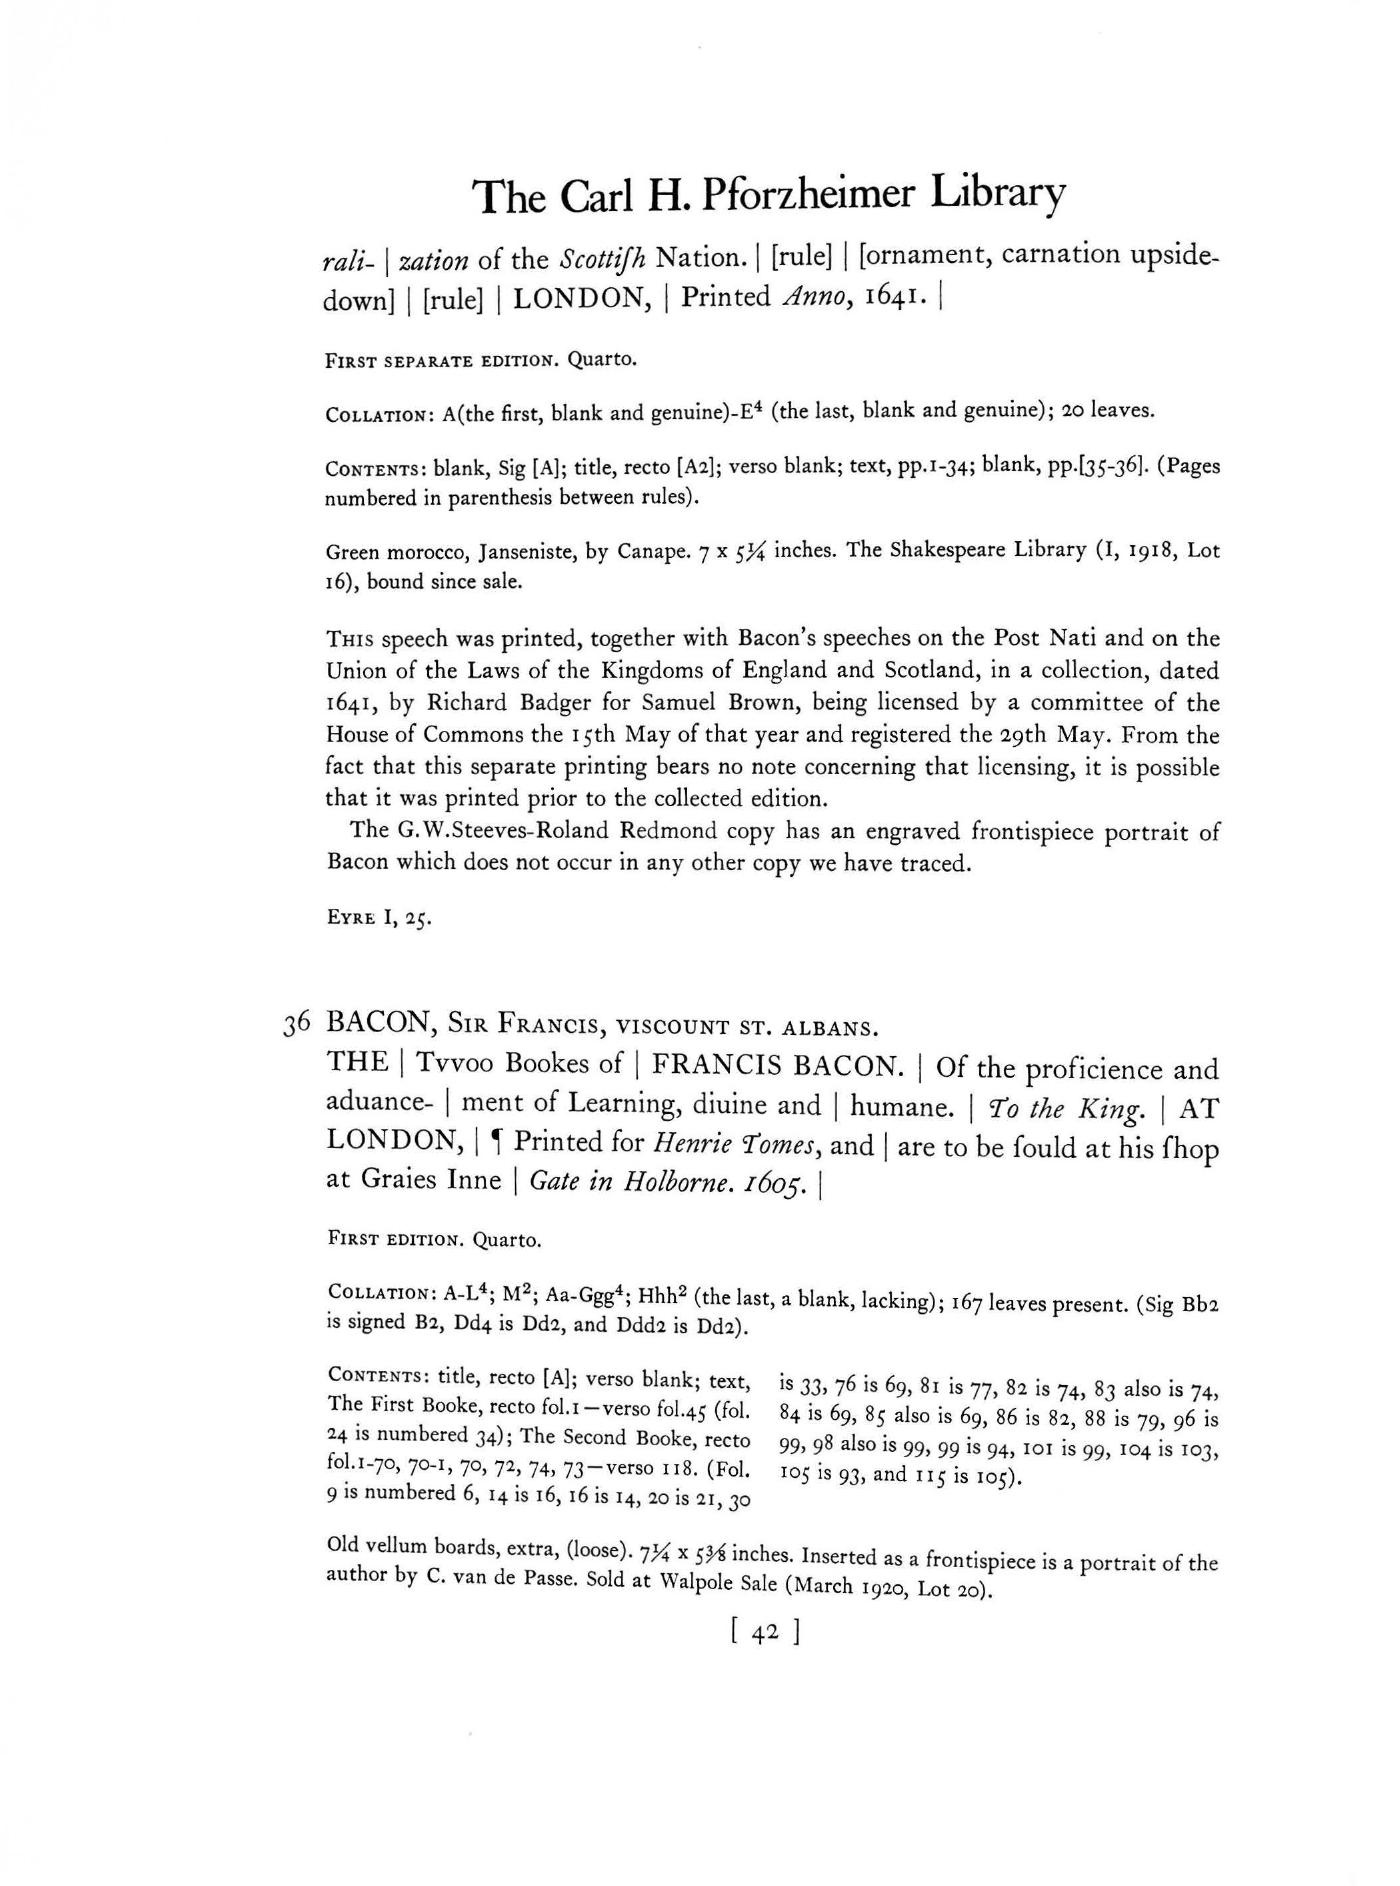 The Carl H. Pforzheimer Library
rali- | zation of the Scottiſh Nation. | [rule] | [ornament, carnation upside-
down] | [rule] | LONDON, | Printed Anno, 1641. |
First separate edition. Quarto.
Collation: A(the first, blank and genuine)-E⁴ (the last, blank and genuine); 20 leaves.
Contents: blank, Sig [A]; title, recto [A2]; verso blank; text, pp.1-34; blank, pp.[35-36]. (Pages
numbered in parenthesis between rules).
Green morocco, Janseniste, by Canape. 7 x 5¼ inches. The Shakespeare Library (I, 1918, Lot
16), bound since sale.
This speech was printed, together with Bacon's speeches on the Post Nati and on the
Union of the Laws of the Kingdoms of England and Scotland, in a collection, dated
1641, by Richard Badger for Samuel Brown, being licensed by a committee of the
House of Commons the 15th May of that year and registered the 29th May. From the
fact that this separate printing bears no note concerning that licensing, it is possible
that it was printed prior to the collected edition.
The G.W.Steeves-Roland Redmond copy has an engraved frontispiece portrait of
Bacon which does not occur in any other copy we have traced.
Eyre I, 25.
36 BACON, Sir Francis, viscount st. albans.
THE | Tvvoo Bookes of | FRANCIS BACON. | Of the proficience and
aduance- | ment of Learning, diuine and | humane. | To the King. | AT
LONDON, | ¶ Printed for Henrie Tomes, and | are to be ſould at his ſhop
at Graies Inne | Gate in Holborne. 1605. |
First edition. Quarto.
Collation: A-L⁴; M²; Aa-Ggg⁴; Hhh² (the last, a blank, lacking); 167 leaves present. (Sig Bb2
is signed B2, Dd4 is Dd2, and Ddd2 is Dd2).
Contents: title, recto [A]; verso blank; text,
The First Booke, recto fol.1—verso fol.45 (fol.
24 is numbered 34); The Second Booke, recto
fol.1-70, 70-1, 70, 72, 74, 73—verso 118. (Fol.
9 is numbered 6, 14 is 16, 16 is 14, 20 is 21, 30
is 33, 76 is 69, 81 is 77, 82 is 74, 83 also is 74,
84 is 69, 85 also is 69, 86 is 82, 88 is 79, 96 is
99, 98 also is 99, 99 is 94, 101 is 99, 104 is 103,
105 is 93, and 115 is 105).
Old vellum boards, extra, (loose). 7¼ x 5⅜ inches. Inserted as a frontispiece is a portrait of the
author by C. van de Passe. Sold at Walpole Sale (March 1920, Lot 20).
[ 42 ]